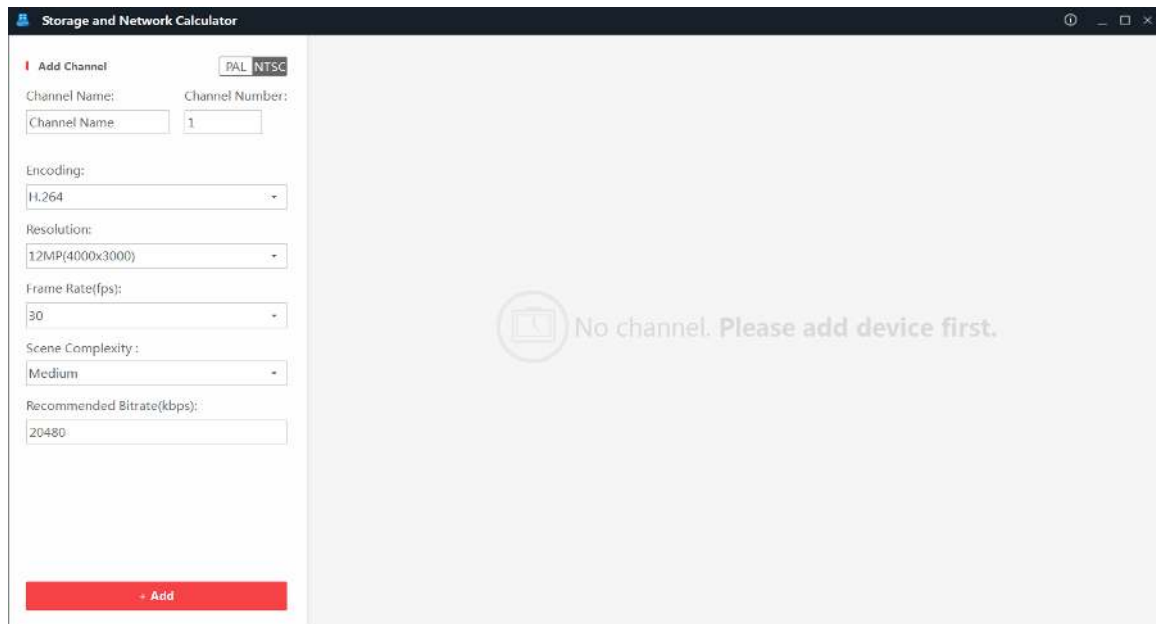 Storage and Network Calculator
Add Channel
PAL NTSC
Channel Name: Channel Number:
Channel Name 1
Encoding:
H.264
Resolution:
12MP(4000x3000)
Frame Rate(fps):
30
Scene Complexity :
Medium
Recommended Bitrate(kbps):
20480
+ Add
No channel. Please add device first.